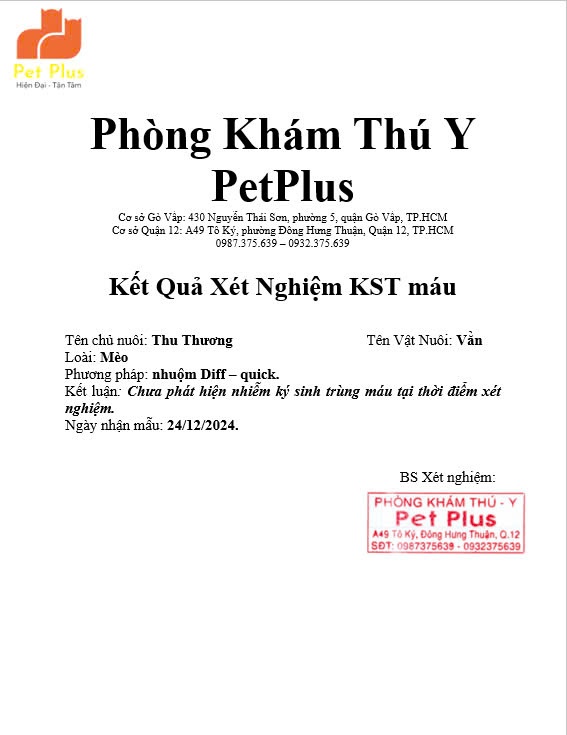 Pet Plus
Hiện Đại - Tận Tâm
Phòng Khám Thú Y
PetPlus
Cơ sở Gò Vấp: 430 Nguyễn Thái Sơn, phường 5, quận Gò Vấp, TP.HCM
Cơ sở Quận 12: A49 Tô Ký, phường Đông Hưng Thuận, Quận 12, TP.HCM
0987.375.639 – 0932.375.639
Kết Quả Xét Nghiệm KST máu
Tên chủ nuôi: Thu Thương Tên Vật Nuôi: Vằn
Loài: Mèo
Phương pháp: nhuộm Diff – quick.
Kết luận: Chưa phát hiện nhiễm ký sinh trùng máu tại thời điểm xét
nghiệm.
Ngày nhận mẫu: 24/12/2024.
BS Xét nghiệm:
PHÒNG KHÁM THÚ - Y
Pet Plus
A49 Tô Ký, Đông Hưng Thuận, Q.12
SĐT: 0987375639 - 0932375639